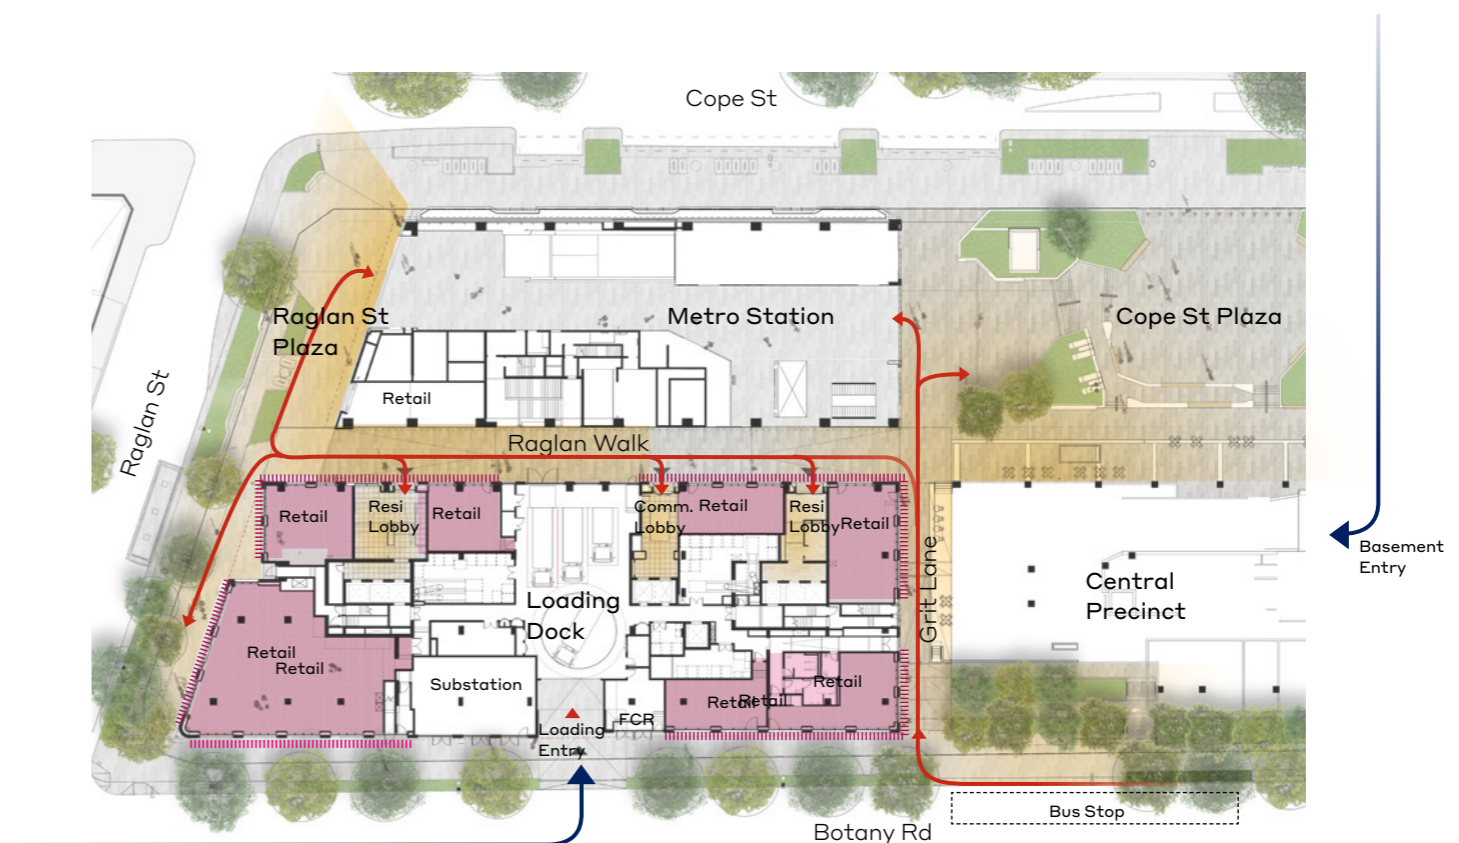 Cope St
Raglan St
Plaza
Metro Station
Cope St Plaza
Raglan St
Retail
Raglan Walk
Retail
Resi
Lobby
Retail
Comm.
Lobby
Retail
Resi
Lobby
Retail
Grit Lane
Basement
Entry
Central
Precinct
Loading
Dock
Retail
Retail
Substation
Retail
Retail
Retail
FCR
Loading
Entry
Bus Stop
Botany Rd